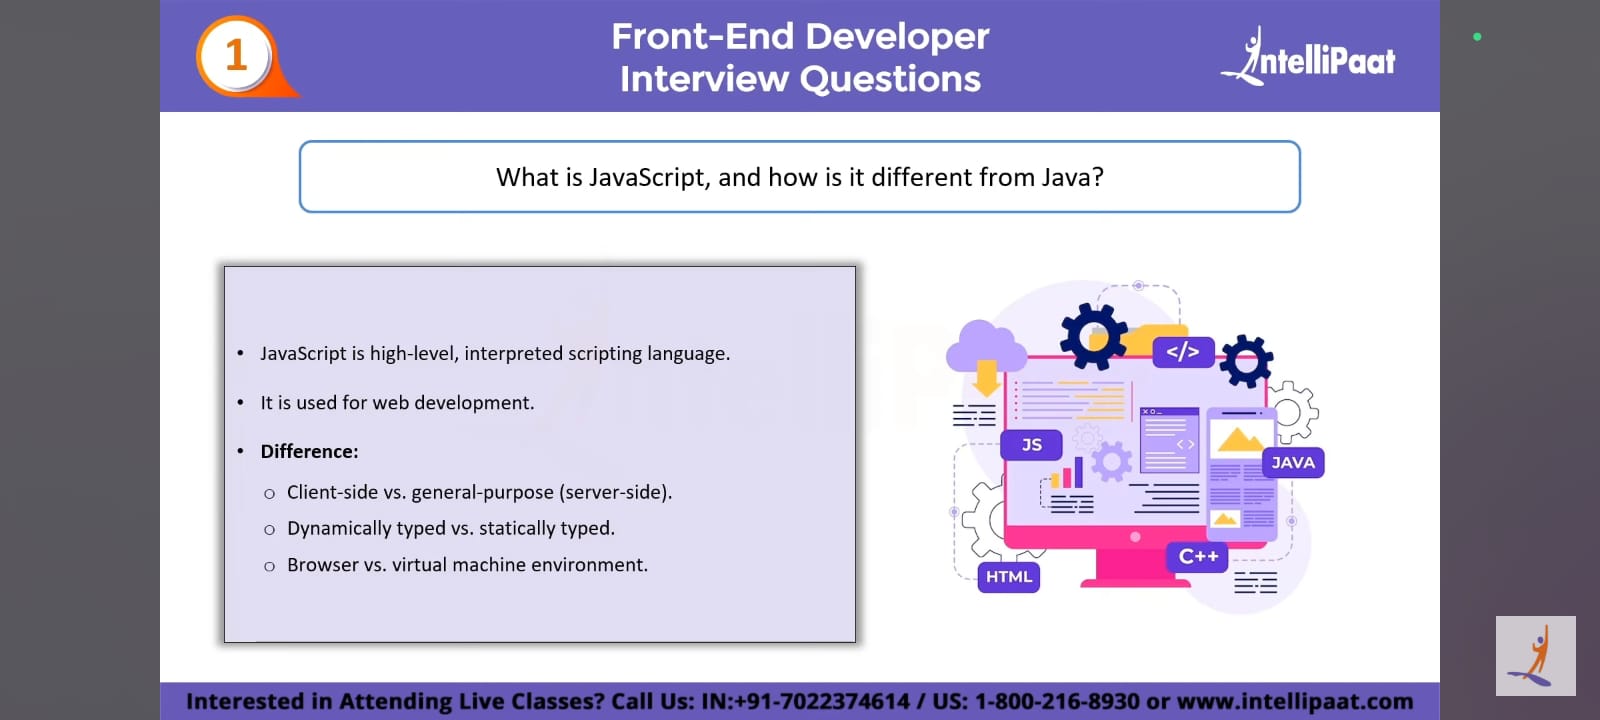 1
Front-End Developer
Interview Questions
IntelliPaat
What is JavaScript, and how is it different from Java?
• JavaScript is high-level, interpreted scripting language.
• It is used for web development.
• Difference:
o Client-side vs. general-purpose (server-side).
o Dynamically typed vs. statically typed.
o Browser vs. virtual machine environment.
</>
JS
JAVA
C++
HTML
Interested in Attending Live Classes? Call Us: IN:+91-7022374614 / US: 1-800-216-8930 or www.intellipaat.com